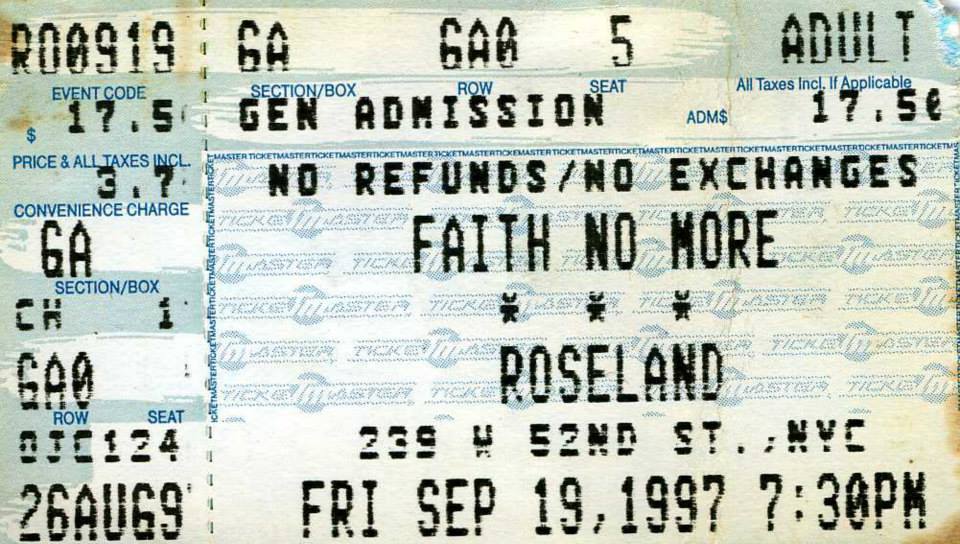 RO0919 GA GA0 5 ADULT
EVENT CODE SECTION/BOX ROW SEAT All Taxes Incl. If Applicable
$ 17.5 GEN ADMISSION ADM$ 17.50
PRICE & ALL TAXES INCL.
3.7 NO REFUNDS/NO EXCHANGES
CONVENIENCE CHARGE
GA FAITH NO MORE
SECTION/BOX
CH 1 * * *
GA0 ROSELAND
ROW SEAT
OJC124 239 W 52ND ST.,NYC
26AUG9 FRI SEP 19,1997 7:30PM